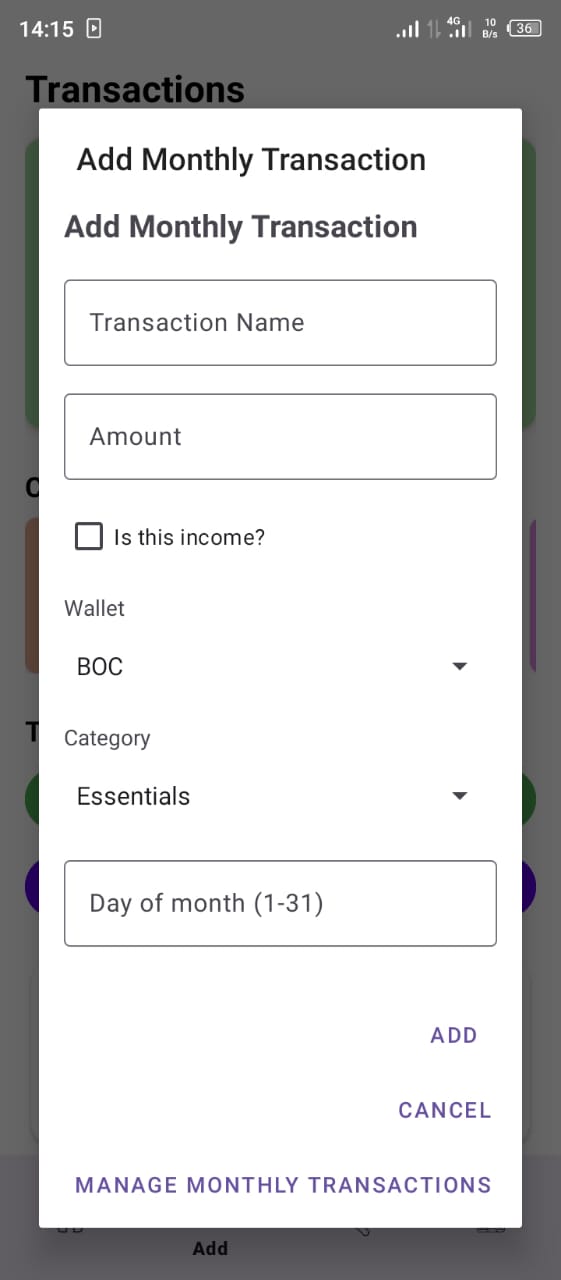 14:15
4G
10
B/s
36
Transactions
Add Monthly Transaction
Add Monthly Transaction
Transaction Name
Amount
Is this income?
Wallet
BOC
Category
Essentials
Day of month (1-31)
ADD
CANCEL
MANAGE MONTHLY TRANSACTIONS
Add